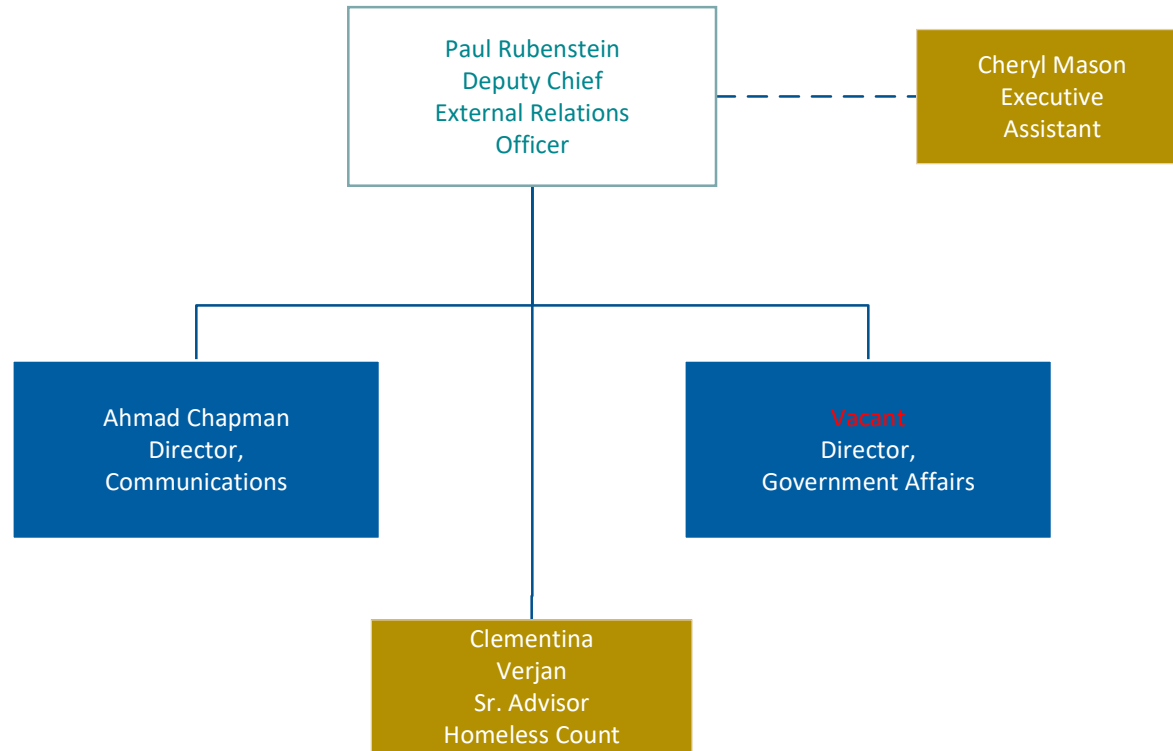 Paul Rubenstein
Deputy Chief
External Relations
Officer
Cheryl Mason
Executive
Assistant
Ahmad Chapman
Director,
Communications
Vacant
Director,
Government Affairs
Clementina
Verjan
Sr. Advisor
Homeless Count